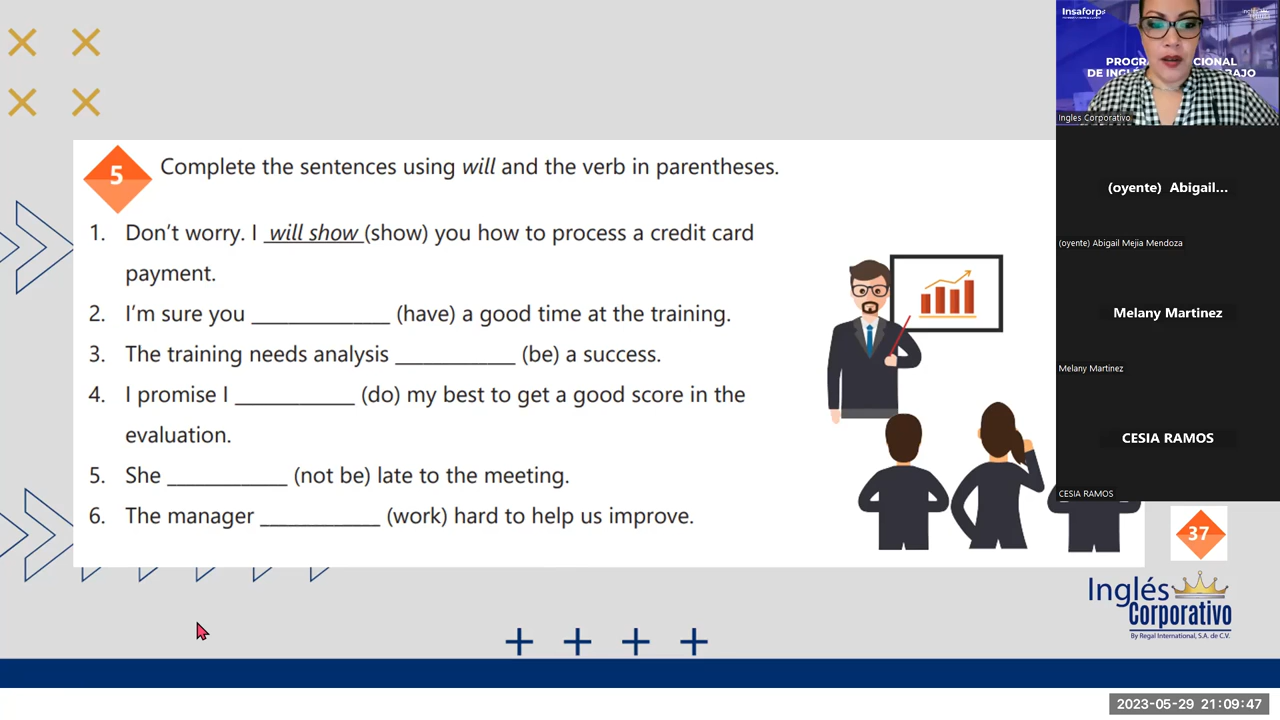 5 Complete the sentences using will and the verb in parentheses.
1. Don't worry. I will show (show) you how to process a credit card
payment.
2. I'm sure you ____________ (have) a good time at the training.
3. The training needs analysis ___________ (be) a success.
4. I promise I ___________ (do) my best to get a good score in the
evaluation.
5. She ___________ (not be) late to the meeting.
6. The manager ___________ (work) hard to help us improve.
37
Inglés
Corporativo
By Regal International, S.A. de C.V.
Insaforp
Ingles Corporativo
(oyente) Abigail...
(oyente) Abigail Mejia Mendoza
Melany Martinez
Melany Martinez
CESIA RAMOS
CESIA RAMOS
2023-05-29 21:09:47